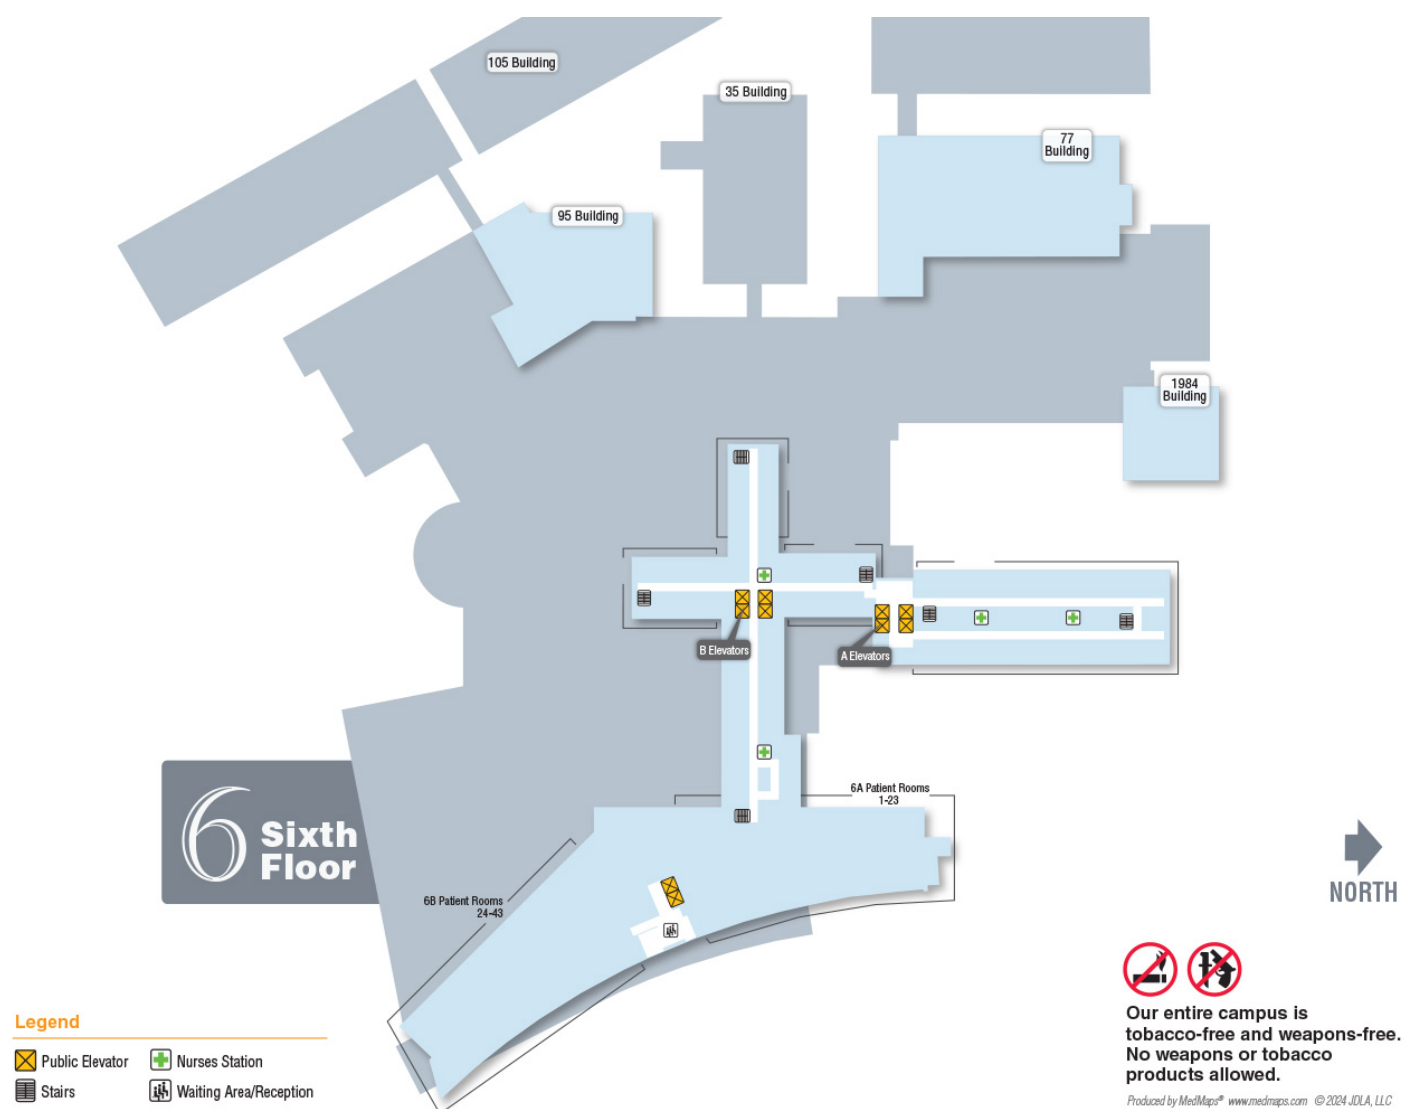 105 Building
35 Building
77
Building
95 Building
1984
Building
B Elevators
A Elevators
6A Patient Rooms
1-23
6 Sixth
Floor
6B Patient Rooms
24-43
NORTH
Legend
Public Elevator
Nurses Station
Stairs
Waiting Area/Reception
Our entire campus is
tobacco-free and weapons-free.
No weapons or tobacco
products allowed.
Produced by MedMaps® www.medmaps.com © 2024 JDLA, LLC